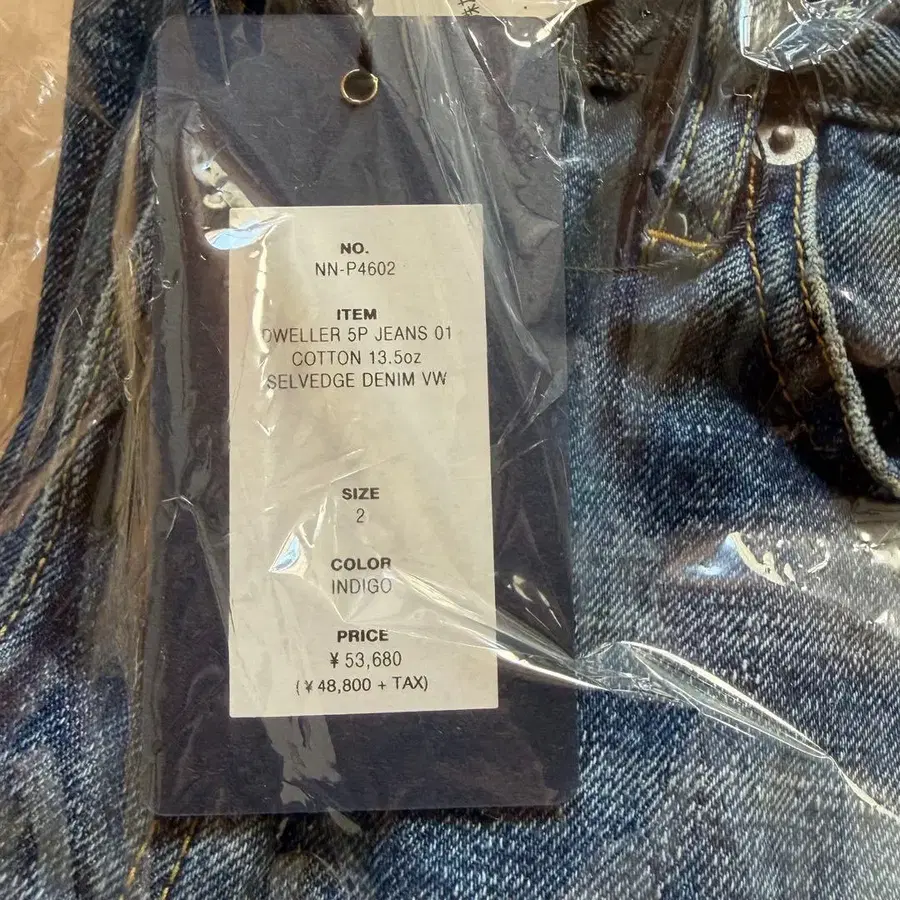 NO.
NN-P4602
ITEM
DWELLER 5P JEANS 01
COTTON 13.5oz
SELVEDGE DENIM VW
SIZE
2
COLOR
INDIGO
PRICE
¥ 53,680
(¥48,800 + TAX)